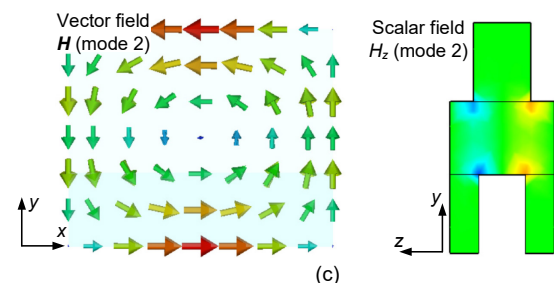 Vector field
H (mode 2)
Scalar field
Hz (mode 2)
y
x
y
z
(c)